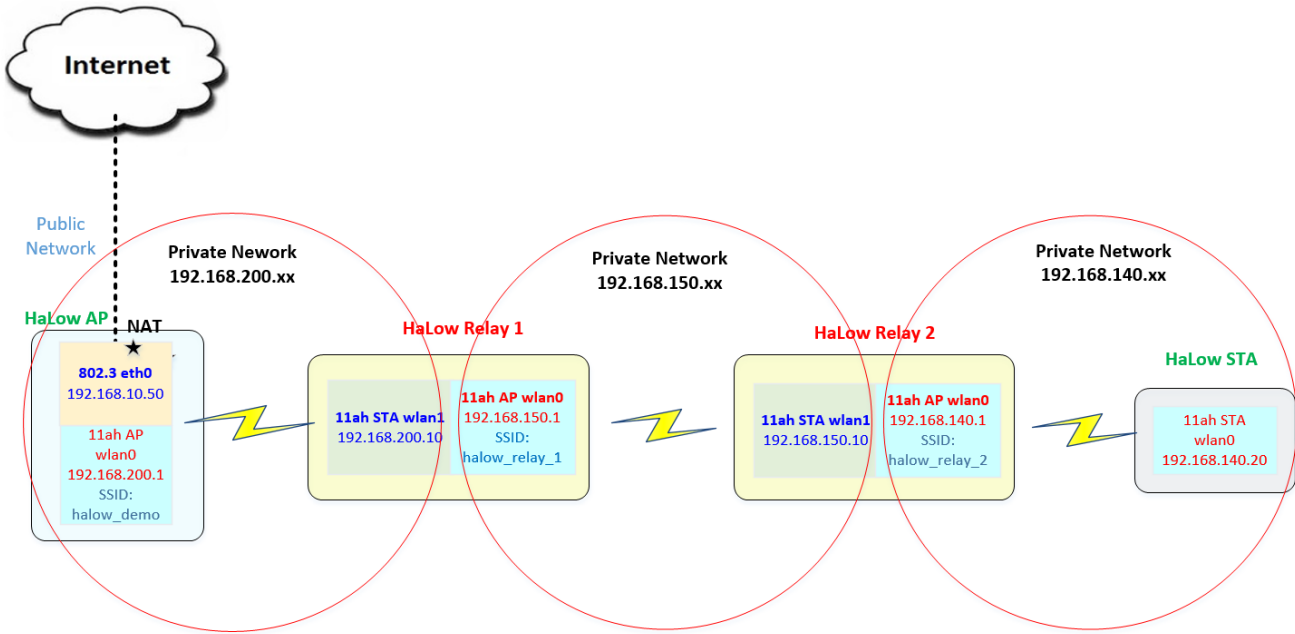 Internet
Public
Network
Private Nework
192.168.200.xx
Private Network
192.168.150.xx
Private Network
192.168.140.xx
HaLow AP
NAT
802.3 eth0
192.168.10.50
11ah AP
wlan0
192.168.200.1
SSID:
halow_demo
HaLow Relay 1
11ah STA wlan1
192.168.200.10
11ah AP wlan0
192.168.150.1
SSID:
halow_relay_1
HaLow Relay 2
11ah STA wlan1
192.168.150.10
11ah AP wlan0
192.168.140.1
SSID:
halow_relay_2
HaLow STA
11ah STA
wlan0
192.168.140.20